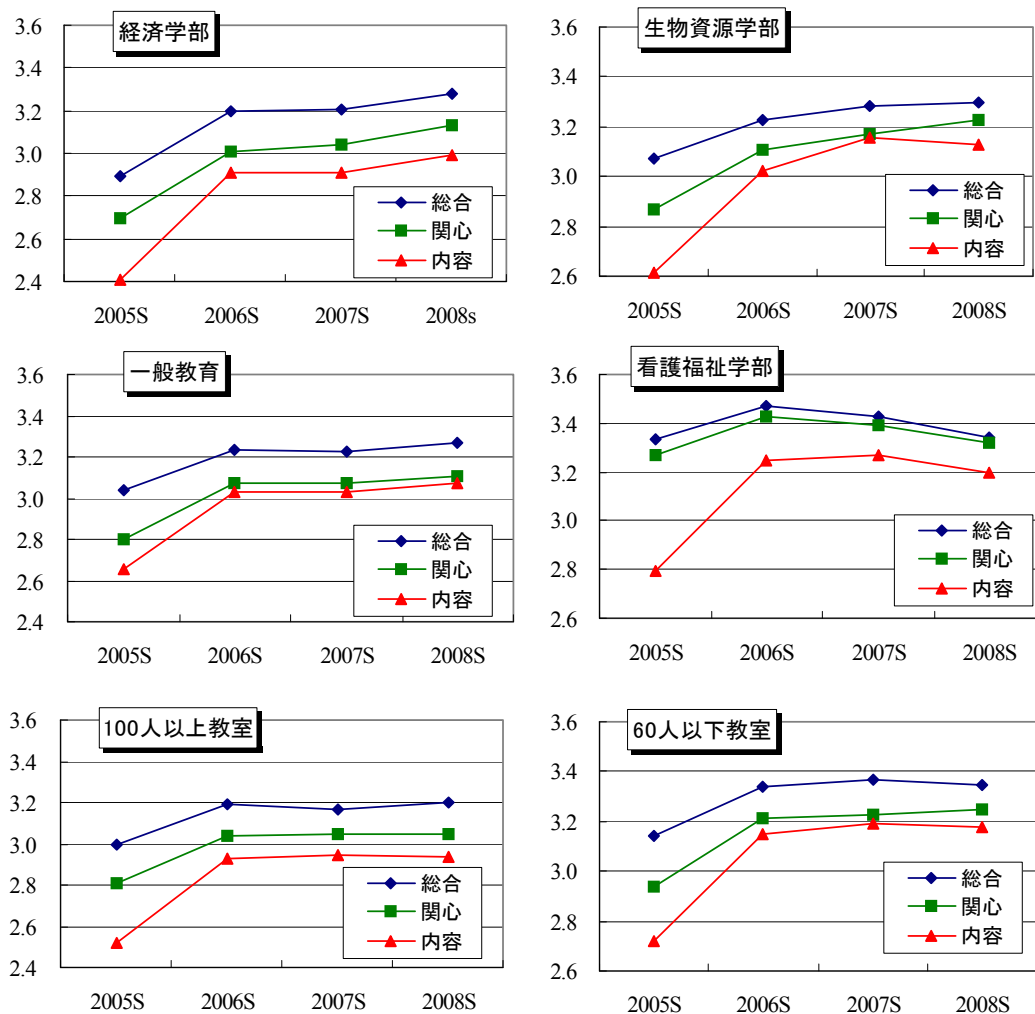 経済学部
3.6
3.4
3.2
3.0
2.8
2.6
2.4
総合
関心
内容
2005S
2006S
2007S
2008s
生物資源学部
3.6
3.4
3.2
3.0
2.8
2.6
総合
関心
内容
2005S
2006S
2007S
2008S
一般教育
3.6
3.4
3.2
3.0
2.8
2.6
2.4
総合
関心
内容
2005S
2006S
2007S
2008S
看護福祉学部
3.6
3.4
3.2
3.0
2.8
2.6
総合
関心
内容
2005S
2006S
2007S
2008S
100人以上教室
3.6
3.4
3.2
3.0
2.8
2.6
2.4
総合
関心
内容
2005S
2006S
2007S
2008S
60人以下教室
3.6
3.4
3.2
3.0
2.8
2.6
総合
関心
内容
2005S
2006S
2007S
2008S